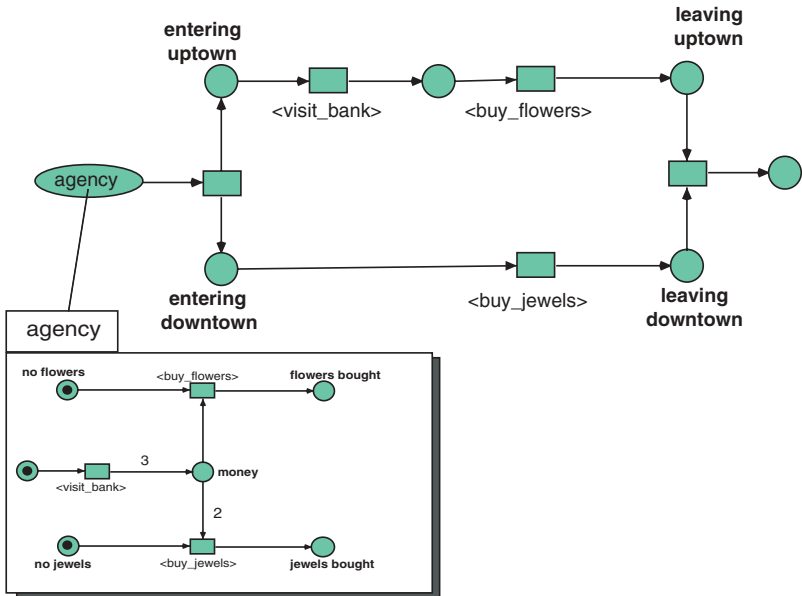 entering
uptown
leaving
uptown
<visit_bank>
<buy_flowers>
agency
entering
downtown
<buy_jewels>
leaving
downtown
agency
no flowers
<buy_flowers>
flowers bought
3
money
<visit_bank>
2
no jewels
<buy_jewels>
jewels bought